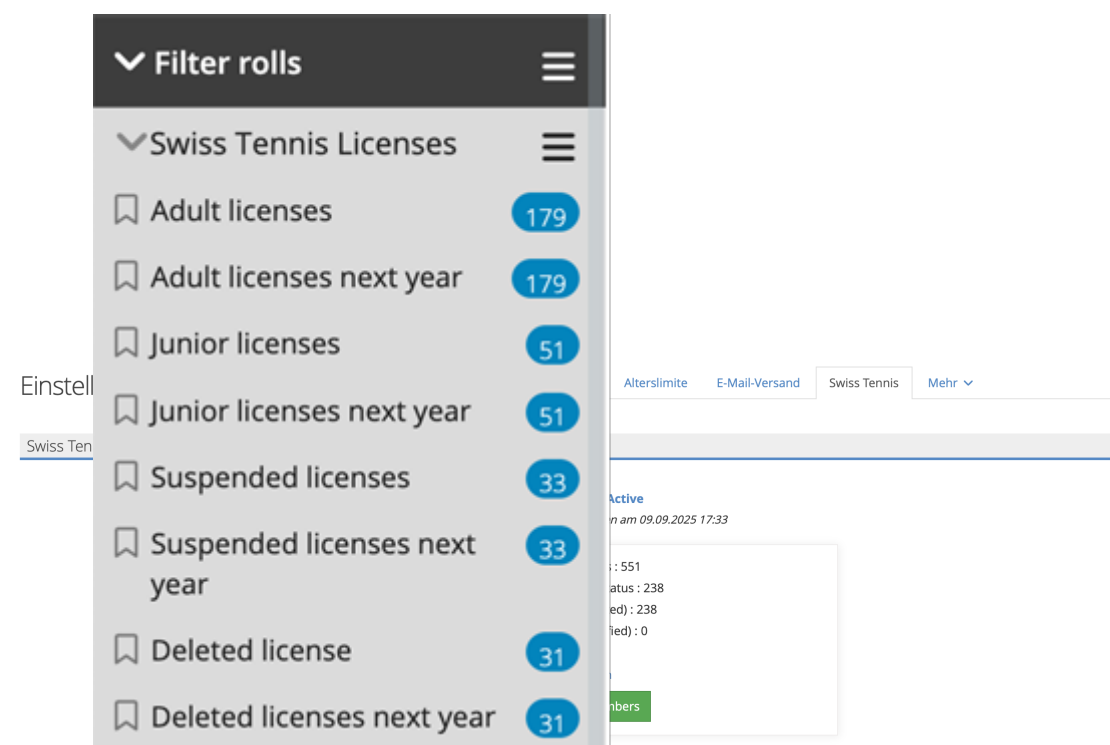 Filter rolls
Swiss Tennis Licenses
Adult licenses 179
Adult licenses next year 179
Junior licenses 51
Junior licenses next year 51
Suspended licenses 33
Suspended licenses next 33
year
Deleted license 31
Deleted licenses next year 31
Einstell
Alterslimite E-Mail-Versand Swiss Tennis Mehr
Swiss Ten
Active
n am 09.09.2025 17:33
: 551
atus : 238
ed) : 238
fied) : 0
nbers